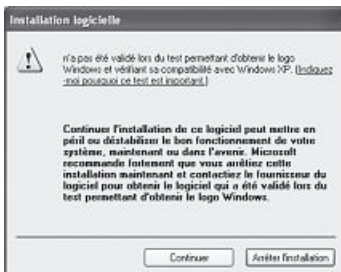 Installation logicielle
n'a pas été validé lors du test permettant d'obtenir le logo
Windows et vérifiant sa compatibilité avec Windows XP. (Indiquez
-moi pourquoi ce test est important.)
Continuer l'installation de ce logiciel peut mettre en
péril ou déstabiliser le bon fonctionnement de votre
système, maintenant ou dans l'avenir. Microsoft
recommande fortement que vous arrêtiez cette
installation maintenant et contactiez le fournisseur du
logiciel pour obtenir le logiciel qui a été validé lors du
test permettant d'obtenir le logo Windows.
Continuer
Arrêter l'installation